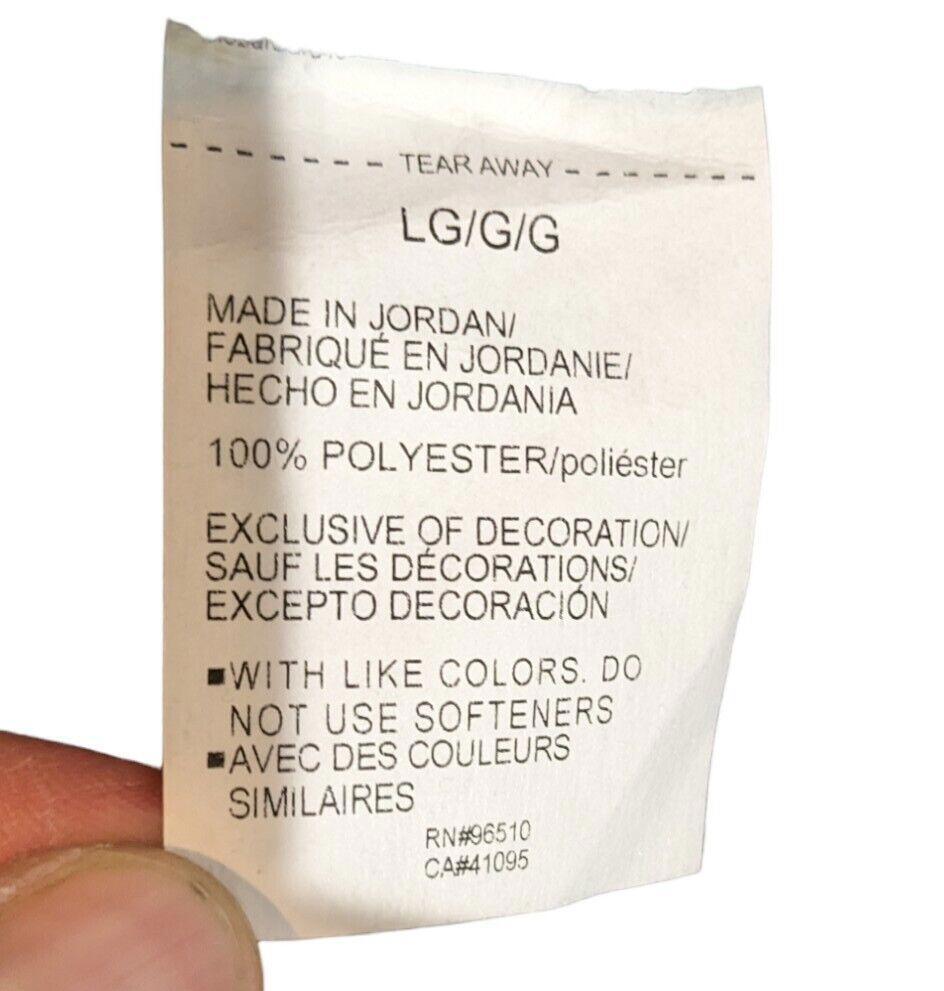 TEAR AWAY
LG/G/G
MADE IN JORDAN/
FABRIQUÉ EN JORDANIE/
HECHO EN JORDANIA
100% POLYESTER/poliéster
EXCLUSIVE OF DECORATION/
SAUF LES DÉCORATIONS/
EXCEPTO DECORACIÓN
■WITH LIKE COLORS. DO
NOT USE SOFTENERS
■AVEC DES COULEURS
SIMILAIRES
RN#96510
CA#41095